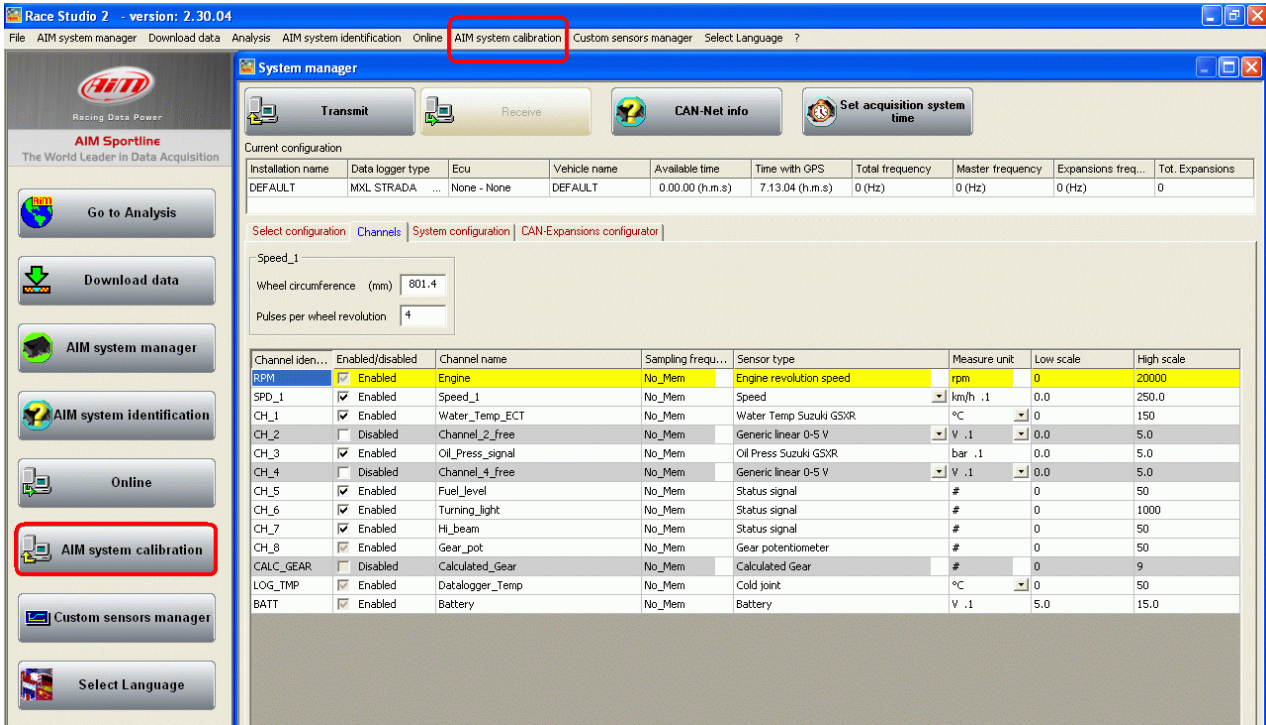 Race Studio 2 - version: 2.30.04
File AIM system manager Download data Analysis AIM system identification Online AIM system calibration Custom sensors manager Select Language ?
AiM
Racing Data Power
AIM Sportline
The World Leader in Data Acquisition
Go to Analysis
Download data
AIM system manager
AIM system identification
Online
AIM system calibration
Custom sensors manager
Select Language
System manager
Transmit Receive CAN-Net info Set acquisition system
time
Current configuration
Installation name Data logger type Ecu Vehicle name Available time Time with GPS Total frequency Master frequency Expansions freq... Tot. Expansions
DEFAULT MXL STRADA ... None - None DEFAULT 0.00.00 (h.m.s) 7.13.04 (h.m.s) 0 (Hz) 0 (Hz) 0 (Hz) 0
Select configuration Channels System configuration CAN-Expansions configurator
Speed_1
Wheel circumference (mm) 801.4
Pulses per wheel revolution 4
Channel iden... Enabled/disabled Channel name Sampling frequ... Sensor type Measure unit Low scale High scale
RPM Enabled Engine No_Mem Engine revolution speed rpm 0 20000
SPD_1 Enabled Speed_1 No_Mem Speed km/h .1 0.0 250.0
CH_1 Enabled Water_Temp_ECT No_Mem Water Temp Suzuki GSXR °C 0 150
CH_2 Disabled Channel_2_free No_Mem Generic linear 0-5 V V .1 0.0 5.0
CH_3 Enabled Oil_Press_signal No_Mem Oil Press Suzuki GSXR bar .1 0.0 5.0
CH_4 Disabled Channel_4_free No_Mem Generic linear 0-5 V V .1 0.0 5.0
CH_5 Enabled Fuel_level No_Mem Status signal # 0 50
CH_6 Enabled Turning_light No_Mem Status signal # 0 1000
CH_7 Enabled Hi_beam No_Mem Status signal # 0 50
CH_8 Enabled Gear_pot No_Mem Gear potentiometer # 0 50
CALC_GEAR Disabled Calculated_Gear No_Mem Calculated Gear # 0 9
LOG_TMP Enabled Datalogger_Temp No_Mem Cold joint °C 0 50
BATT Enabled Battery No_Mem Battery V .1 5.0 15.0